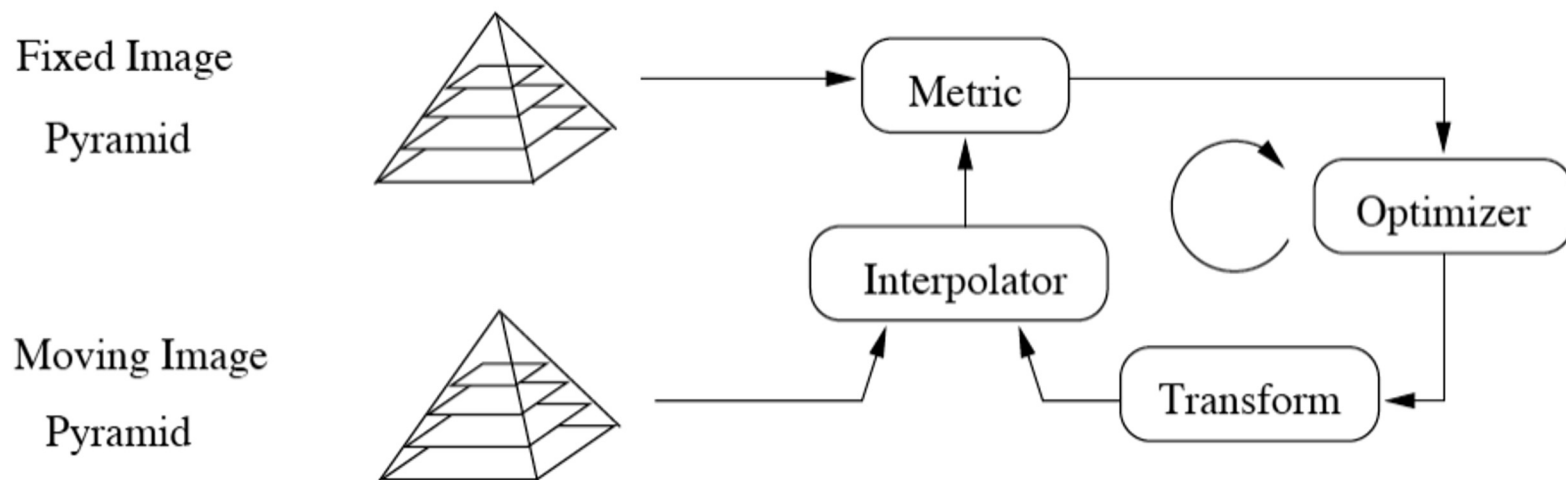 Fixed Image
Pyramid
Metric
Optimizer
Interpolator
Moving Image
Pyramid
Transform